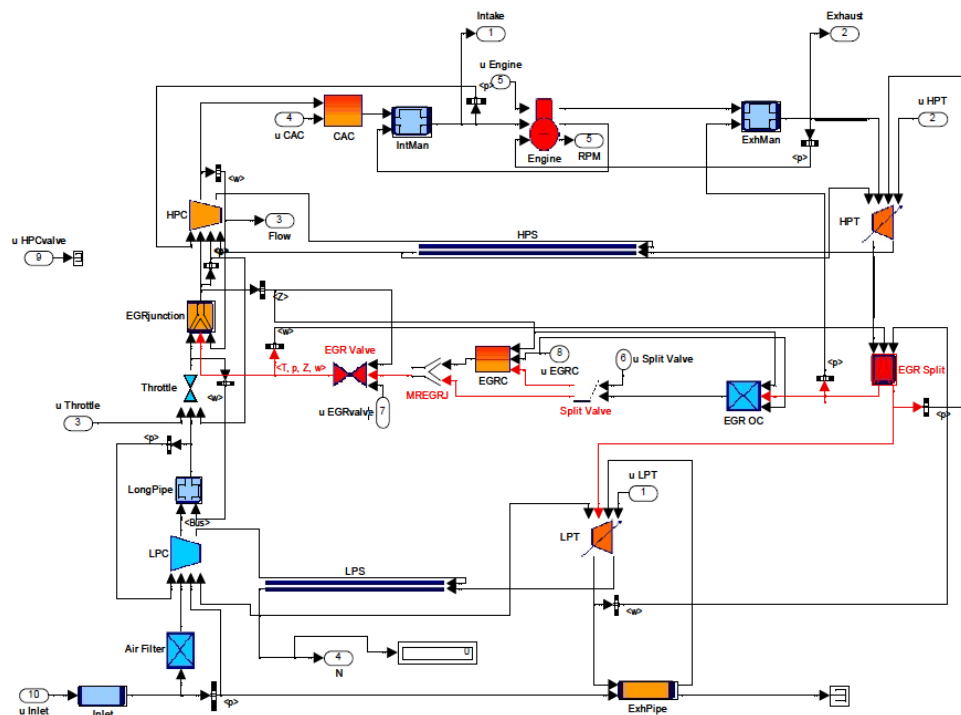 Intake
1
Exhaust
2
u Engine
5
<p>
u HPT
2
4
u CAC
CAC
IntMan
Engine
5
RPM
ExhMan
<p>
<w>
HPC
3
Flow
HPS
HPT
u HPCvalve
9
<p>
<Z>
EGRjunction
<w>
EGR Valve
<T, p, Z, w>
MREGRJ
EGRC
8
u EGRC
6
u Split Valve
<p>
EGR Split
Throttle
<w>
u EGRvalve
7
Split Valve
EGR OC
<p>
u Throttle
3
<p>
LongPipe
<Bus>
u LPT
1
LPC
LPT
LPS
<w>
Air Filter
0
4
N
10
u Inlet
Inlet
<p>
ExhPipe